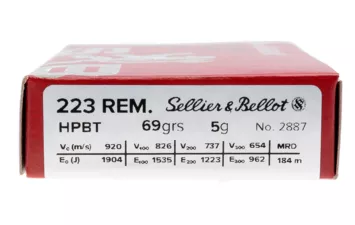 223 REM. Sellier & Bellot S&B
HPBT 69grs 5g No. 2887
V₀ (m/s) 920 V₁₀₀ 826 V₂₀₀ 737 V₃₀₀ 654 MRD
E₀ (J) 1904 E₁₀₀ 1535 E₂₀₀ 1223 E₃₀₀ 962 184 m